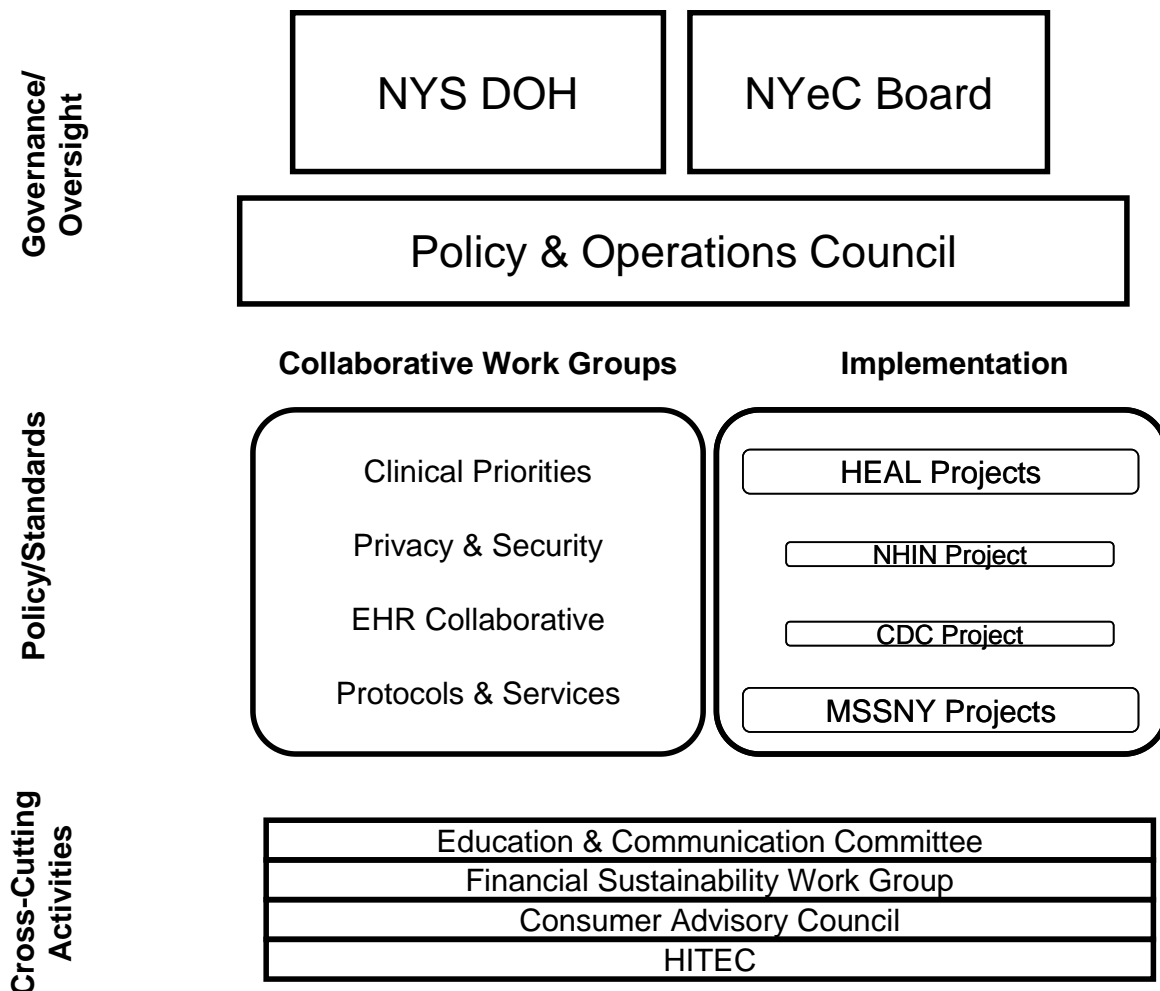 Governance/
Oversight
NYS DOH
NYeC Board
Policy & Operations Council
Collaborative Work Groups
Implementation
Policy/Standards
Clinical Priorities
Privacy & Security
EHR Collaborative
Protocols & Services
HEAL Projects
NHIN Project
CDC Project
MSSNY Projects
Cross-Cutting
Activities
Education & Communication Committee
Financial Sustainability Work Group
Consumer Advisory Council
HITEC